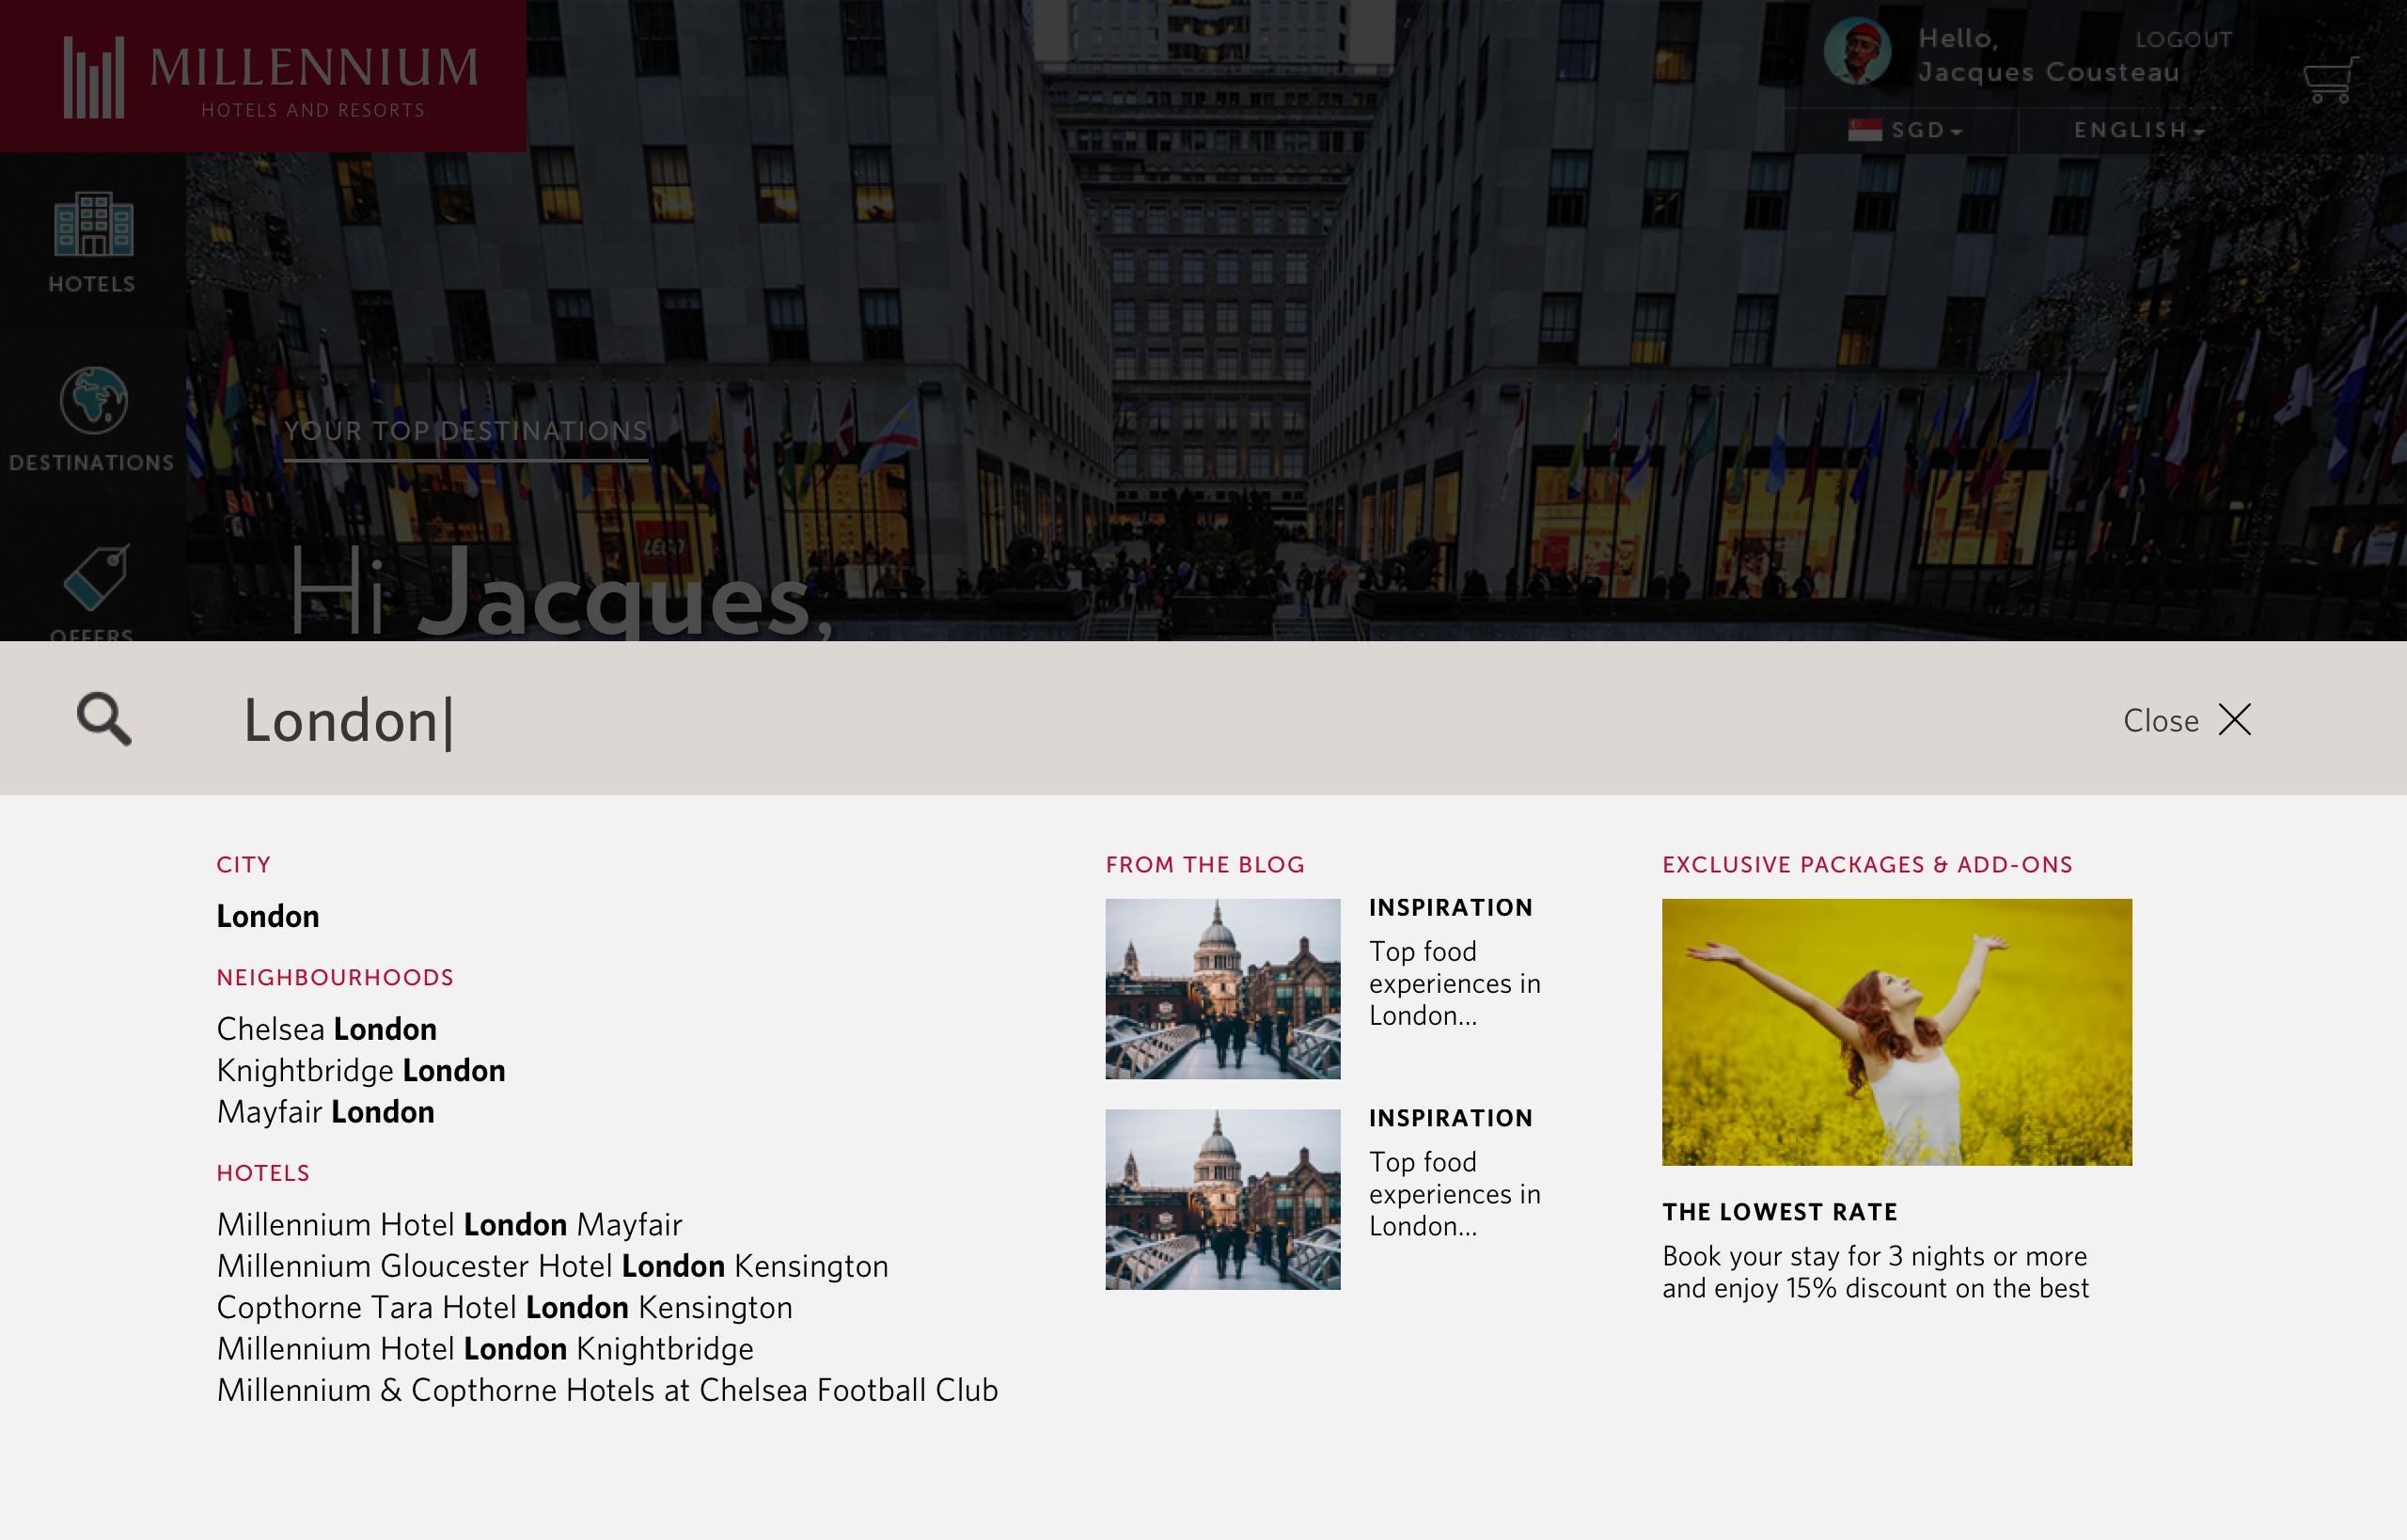 MILLENNIUM
HOTELS AND RESORTS
Hello,
Jacques Cousteau
LOGOUT
SGD
ENGLISH
HOTELS
DESTINATIONS
OFFERS
YOUR TOP DESTINATIONS
LEGO
Hi Jacques,
London
Close
CITY
London
NEIGHBOURHOODS
Chelsea London
Knightbridge London
Mayfair London
HOTELS
Millennium Hotel London Mayfair
Millennium Gloucester Hotel London Kensington
Copthorne Tara Hotel London Kensington
Millennium Hotel London Knightbridge
Millennium & Copthorne Hotels at Chelsea Football Club
FROM THE BLOG
INSPIRATION
Top food
experiences in
London...
INSPIRATION
Top food
experiences in
London...
EXCLUSIVE PACKAGES & ADD-ONS
THE LOWEST RATE
Book your stay for 3 nights or more
and enjoy 15% discount on the best